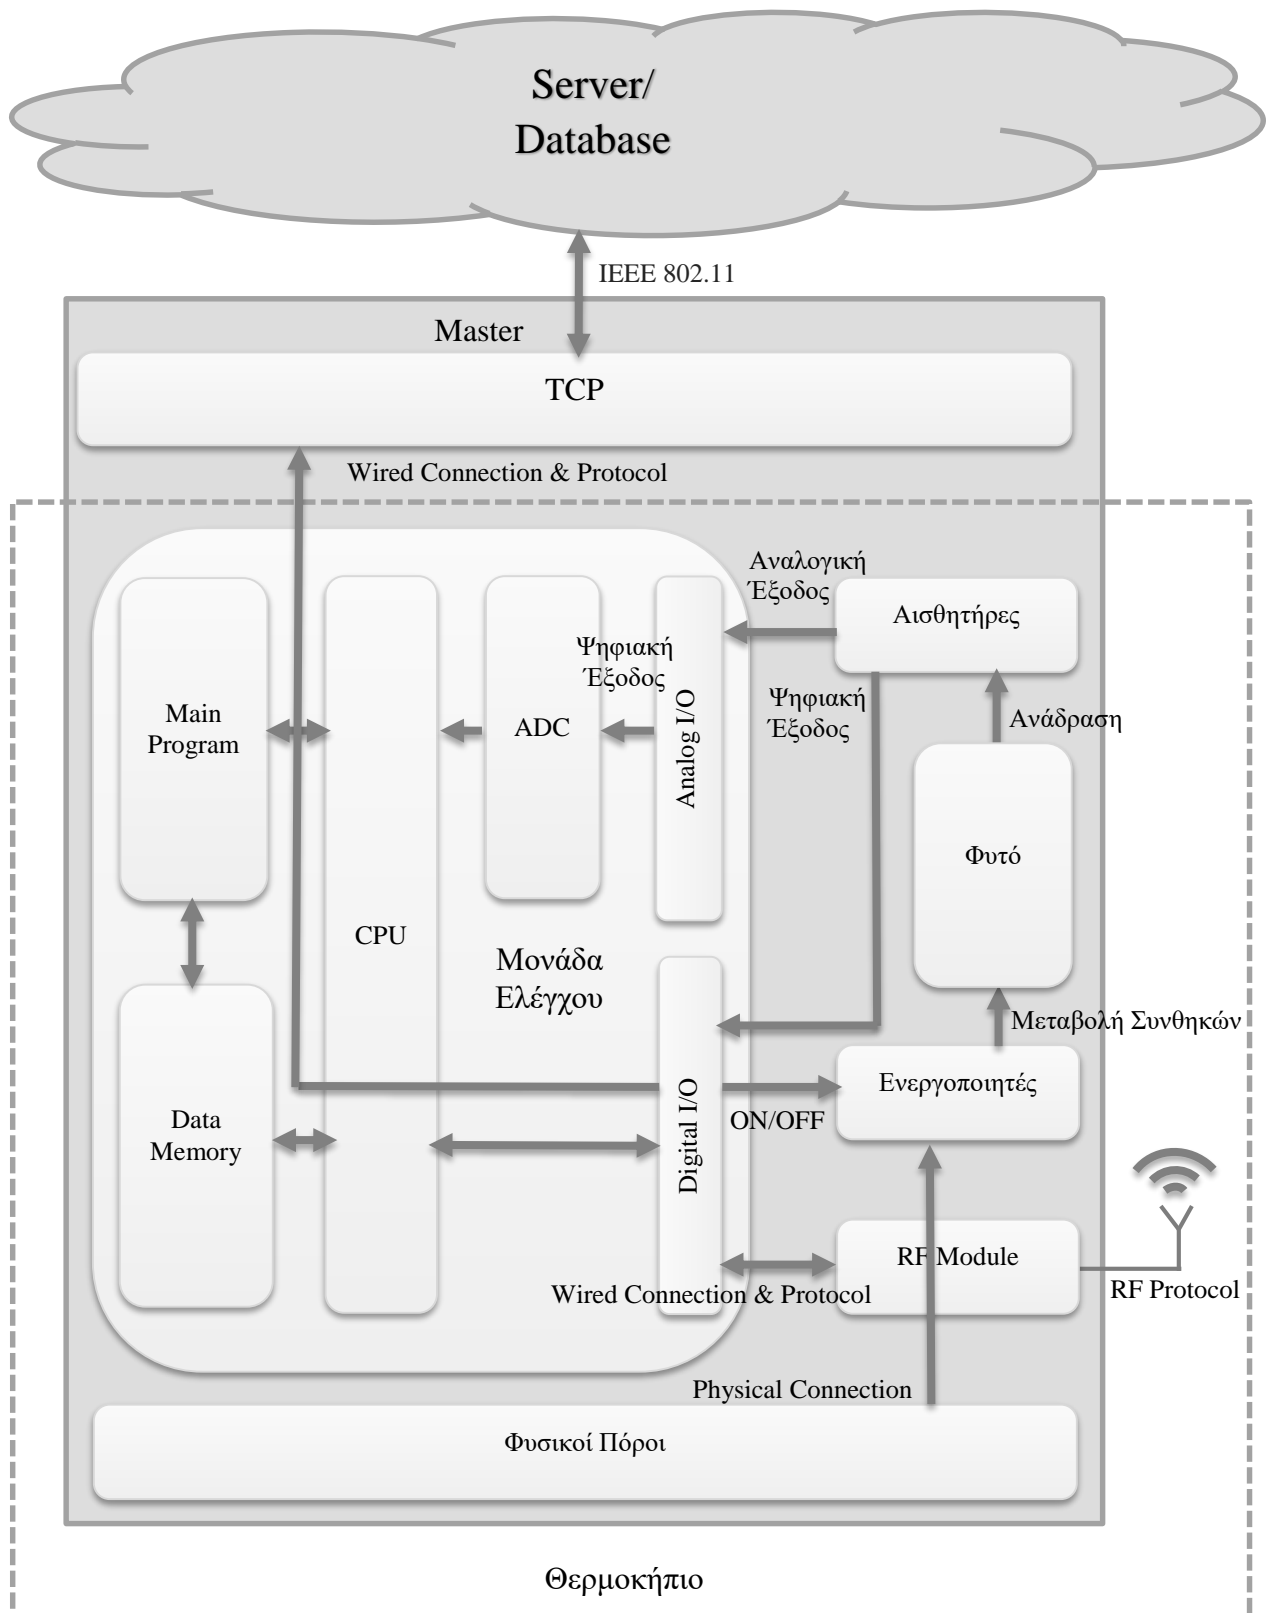 Server/
Database
IEEE 802.11
Master
TCP
Wired Connection & Protocol
Αναλογική
Έξοδος
Αισθητήρες
Ψηφιακή
Έξοδος
Ψηφιακή
Έξοδος
Ανάδραση
Main
Program
ADC
Analog I/O
Φυτό
CPU
Μονάδα
Ελέγχου
Μεταβολή Συνθηκών
Ενεργοποιητές
ON/OFF
Data
Memory
Digital I/O
RF Module
Wired Connection & Protocol
RF Protocol
Physical Connection
Φυσικοί Πόροι
Θερμοκήπιο